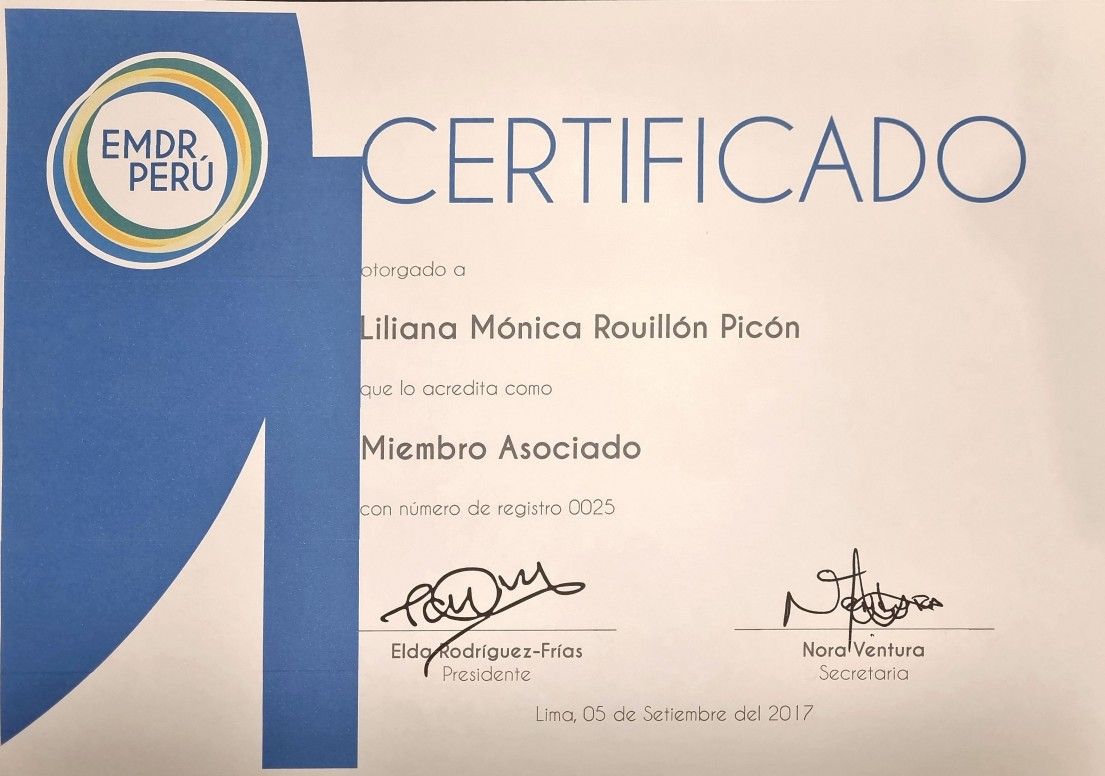 EMDR
PERÚ
CERTIFICADO
otorgado a
Liliana Mónica Rouillón Picón
que lo acredita como
Miembro Asociado
con número de registro 0025
Elda Rodríguez-Frías
Presidente
Nora Ventura
Secretaria
Lima, 05 de Setiembre del 2017